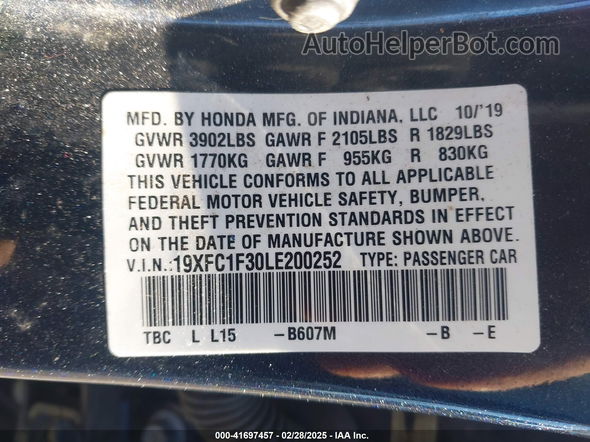 AutoHelperBot.com
MFD. BY HONDA MFG. OF INDIANA, LLC 10/'19
GVWR 3902LBS GAWR F 2105LBS R 1829LBS
GVWR 1770KG GAWR F 955KG R 830KG
THIS VEHICLE CONFORMS TO ALL APPLICABLE
FEDERAL MOTOR VEHICLE SAFETY, BUMPER,
AND THEFT PREVENTION STANDARDS IN EFFECT
ON THE DATE OF MANUFACTURE SHOWN ABOVE.
V.I.N.:19XFC1F30LE200252 TYPE: PASSENGER CAR
TBC L L15 -B607M -B -E
000-41697457 - 02/28/2025 - IAA Inc.